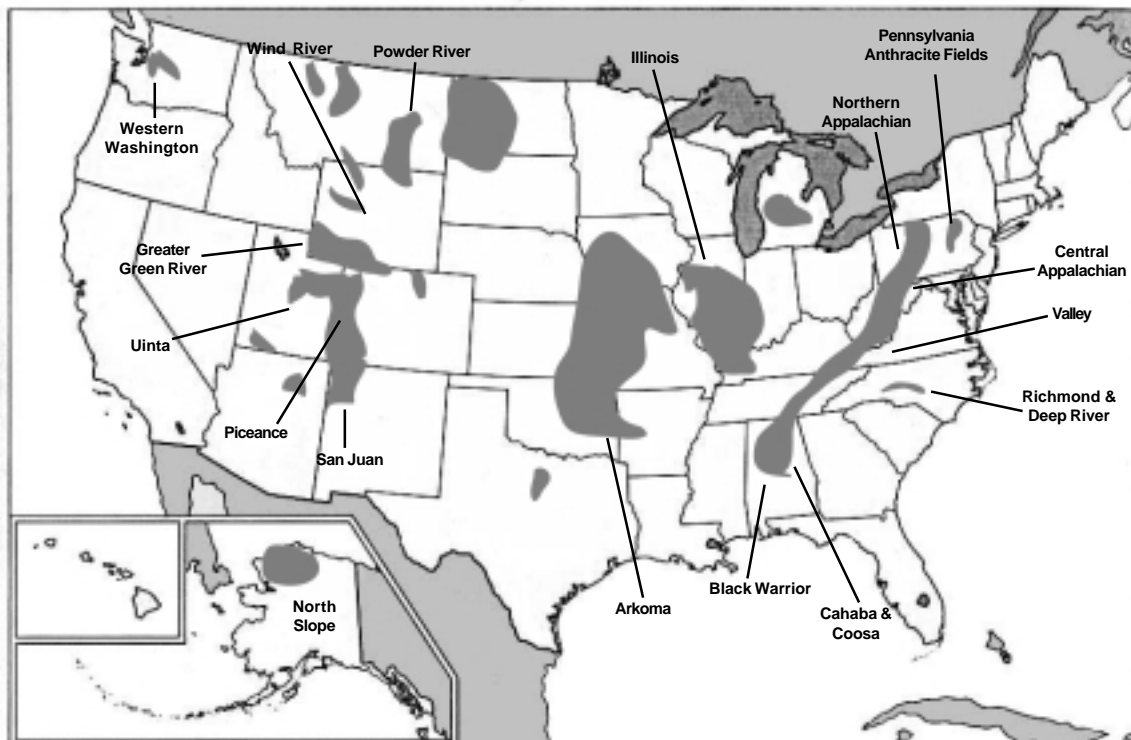 Wind River
Powder River
Illinois
Pennsylvania
Anthracite Fields
Northern
Appalachian
Western
Washington
Greater
Green River
Central
Appalachian
Valley
Uinta
Richmond &
Deep River
Piceance
San Juan
Black Warrior
Arkoma
Cahaba &
Coosa
North
Slope